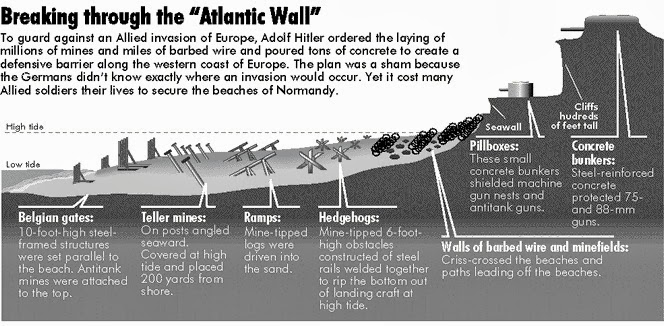 Breaking through the “Atlantic Wall”
To guard against an Allied invasion of Europe, Adolf Hitler ordered the laying of
millions of mines and miles of barbed wire and poured tons of concrete to create a
defensive barrier along the western coast of Europe. The plan was a sham because
the Germans didn’t know exactly where an invasion would occur. Yet it cost many
Allied soldiers their lives to secure the beaches of Normandy.
High tide
Low tide
Seawall
Cliffs
hudreds
of feet tall
Belgian gates:
10-foot-high steel-
framed structures
were set parallel to
the beach. Antitank
mines were attached
to the top.
Teller mines:
On posts angled
seaward.
Covered at high
tide and placed
200 yards from
shore.
Ramps:
Mine-tipped
logs were
driven into
the sand.
Hedgehogs:
Mine-tipped 6-foot-
high obstacles
constructed of steel
rails welded together
to rip the bottom out
of landing craft at
high tide.
Pillboxes:
These small
concrete bunkers
shielded machine
gun nests and
antitank guns.
Concrete
bunkers:
Steel-reinforced
concrete
protected 75-
and 88-mm
guns.
Walls of barbed wire and minefields:
Criss-crossed the beaches and
paths leading off the beaches.